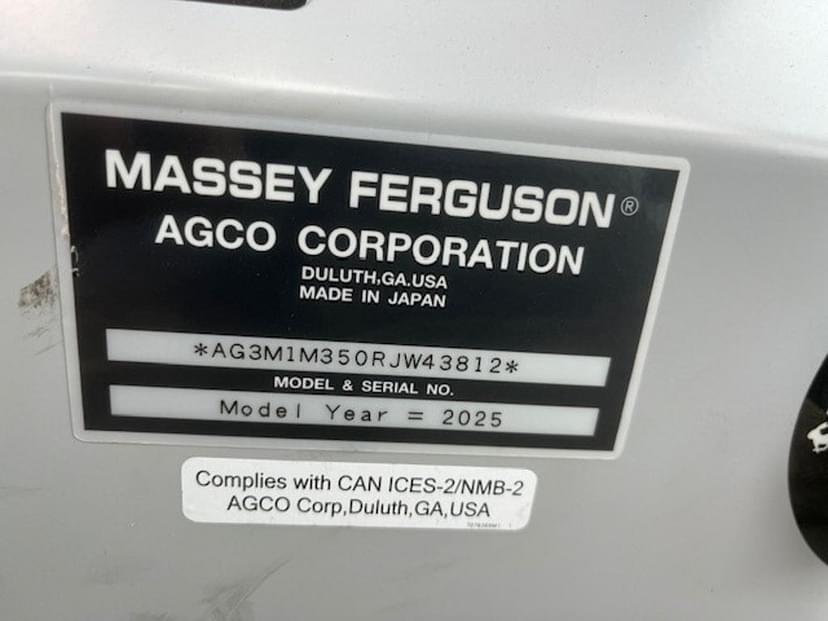 MASSEY FERGUSON®
AGCO CORPORATION
DULUTH,GA.USA
MADE IN JAPAN
*AG3M1M350RJW43812*
MODEL & SERIAL NO.
Model Year = 2025
Complies with CAN ICES-2/NMB-2
AGCO Corp,Duluth,GA,USA